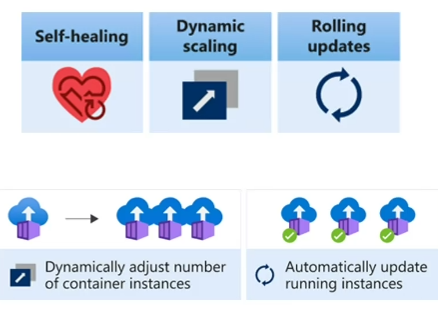 Self-healing
Dynamic
scaling
Rolling
updates
Dynamically adjust number
of container instances
Automatically update
running instances